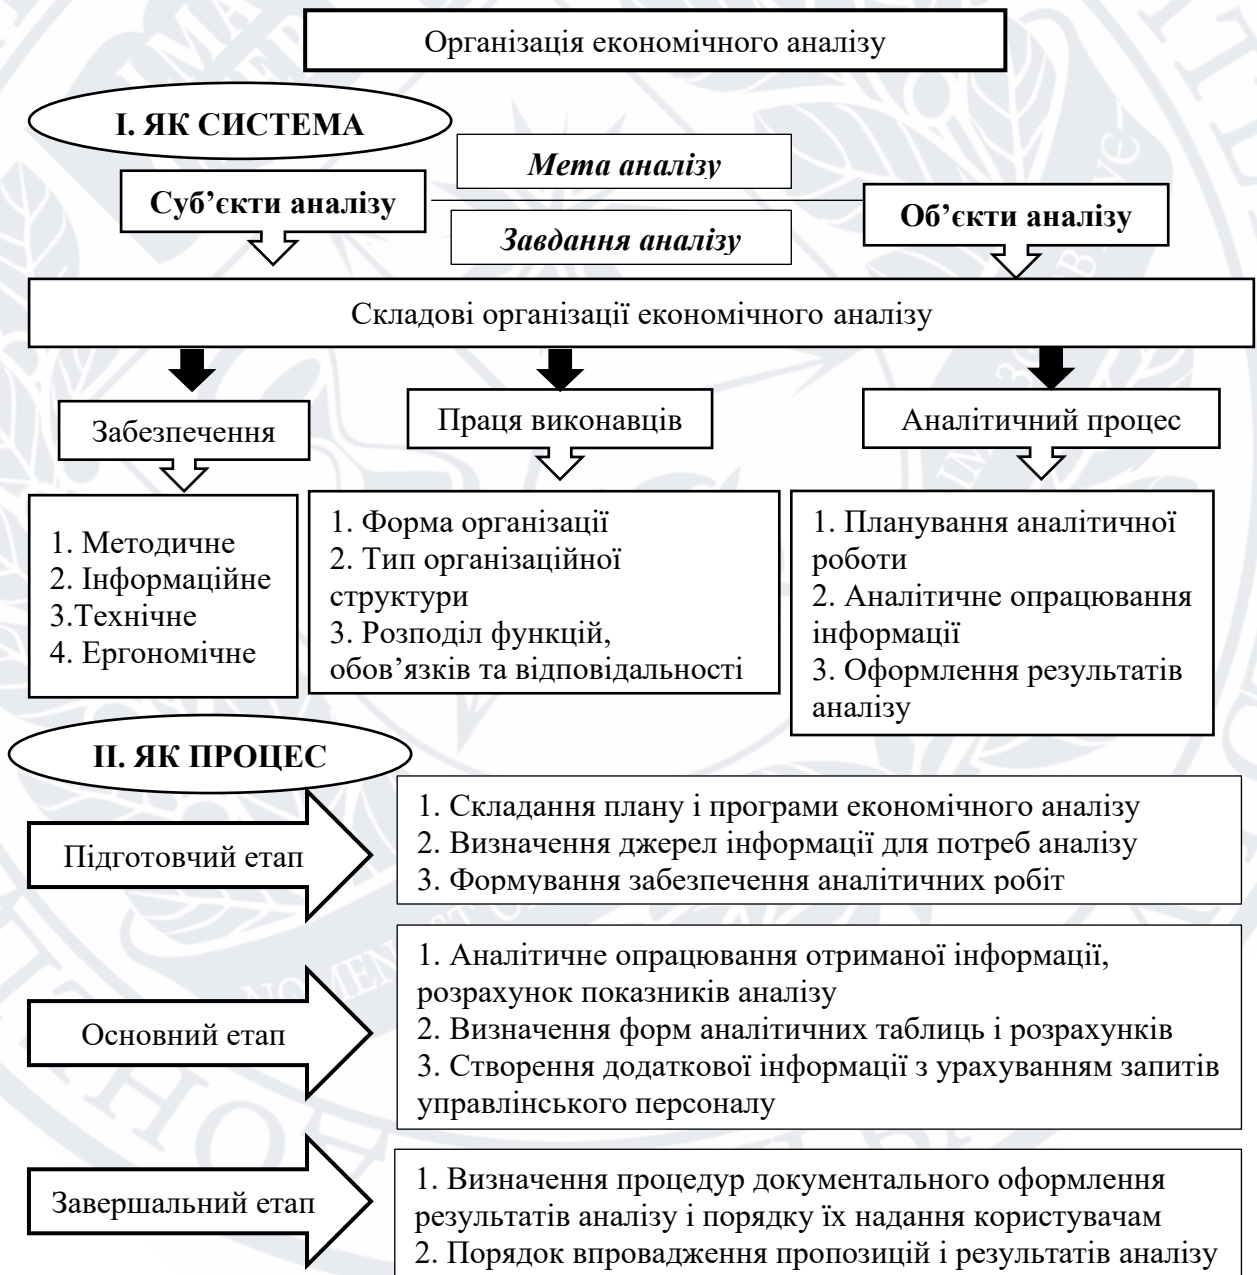 Організація економічного аналізу
І. ЯК СИСТЕМА
Мета аналізу
Суб’єкти аналізу
Об’єкти аналізу
Завдання аналізу
Складові організації економічного аналізу
Забезпечення
Праця виконавців
Аналітичний процес
1. Методичне
2. Інформаційне
3.Технічне
4. Ергономічне
1. Форма організації
2. Тип організаційної
структури
3. Розподіл функцій,
обов’язків та відповідальності
1. Планування аналітичної
роботи
2. Аналітичне опрацювання
інформації
3. Оформлення результатів
аналізу
ІІ. ЯК ПРОЦЕС
Підготовчий етап
1. Складання плану і програми економічного аналізу
2. Визначення джерел інформації для потреб аналізу
3. Формування забезпечення аналітичних робіт
Основний етап
1. Аналітичне опрацювання отриманої інформації,
розрахунок показників аналізу
2. Визначення форм аналітичних таблиць і розрахунків
3. Створення додаткової інформації з урахуванням запитів
управлінського персоналу
Завершальний етап
1. Визначення процедур документального оформлення
результатів аналізу і порядку їх надання користувачам
2. Порядок впровадження пропозицій і результатів аналізу